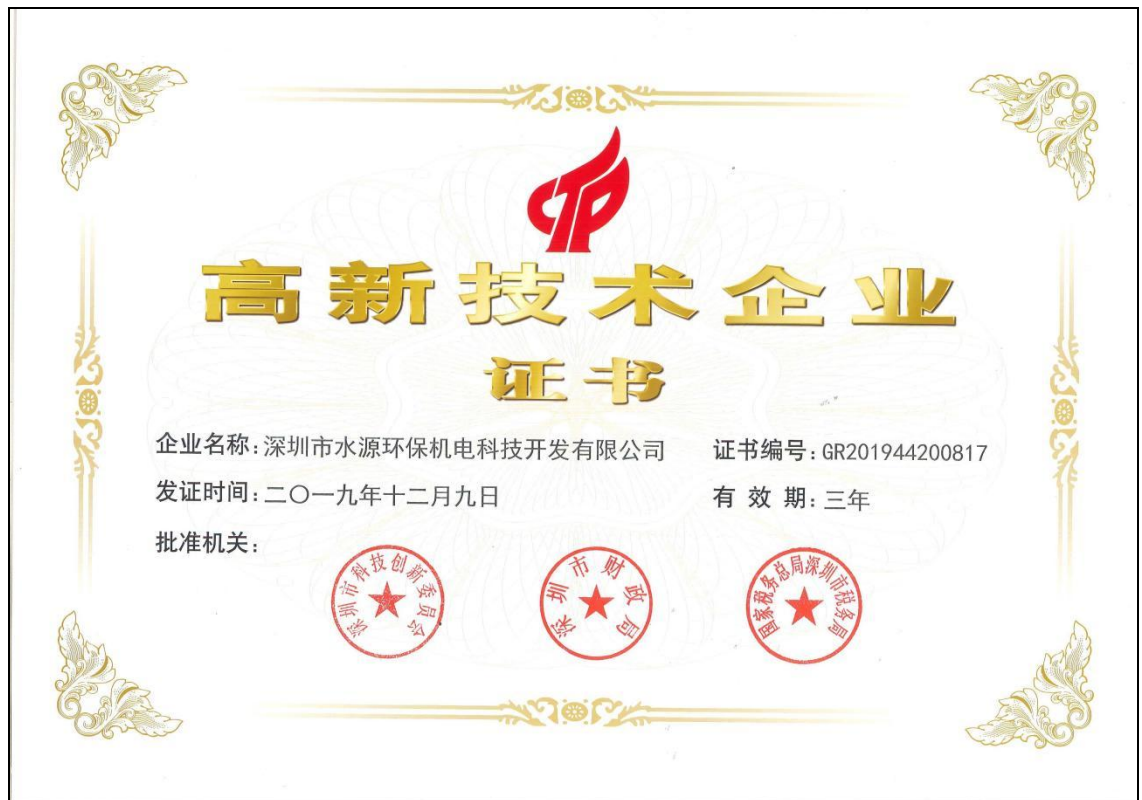 高新技术企业
证书
企业名称:深圳市水源环保机电科技开发有限公司
证书编号:GR201944200817
发证时间:二〇一九年十二月九日
有 效 期:三年
批准机关:
深圳市科技创新委员会
深圳市财政局
国家税务总局深圳市税务局